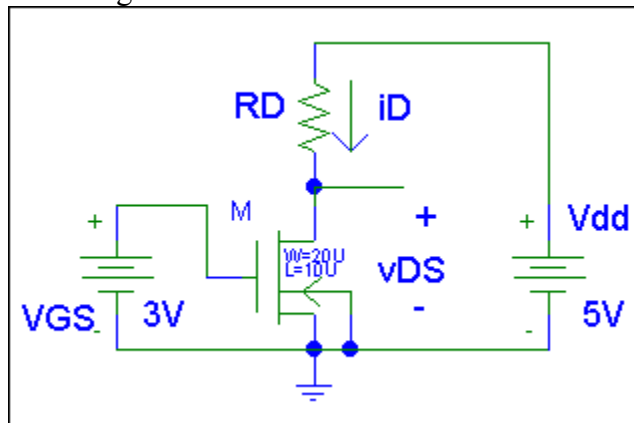 RD
iD
M
+
+
+
Vdd
W=20U
L=10U
vDS
VGS
-
3V
-
-
5V